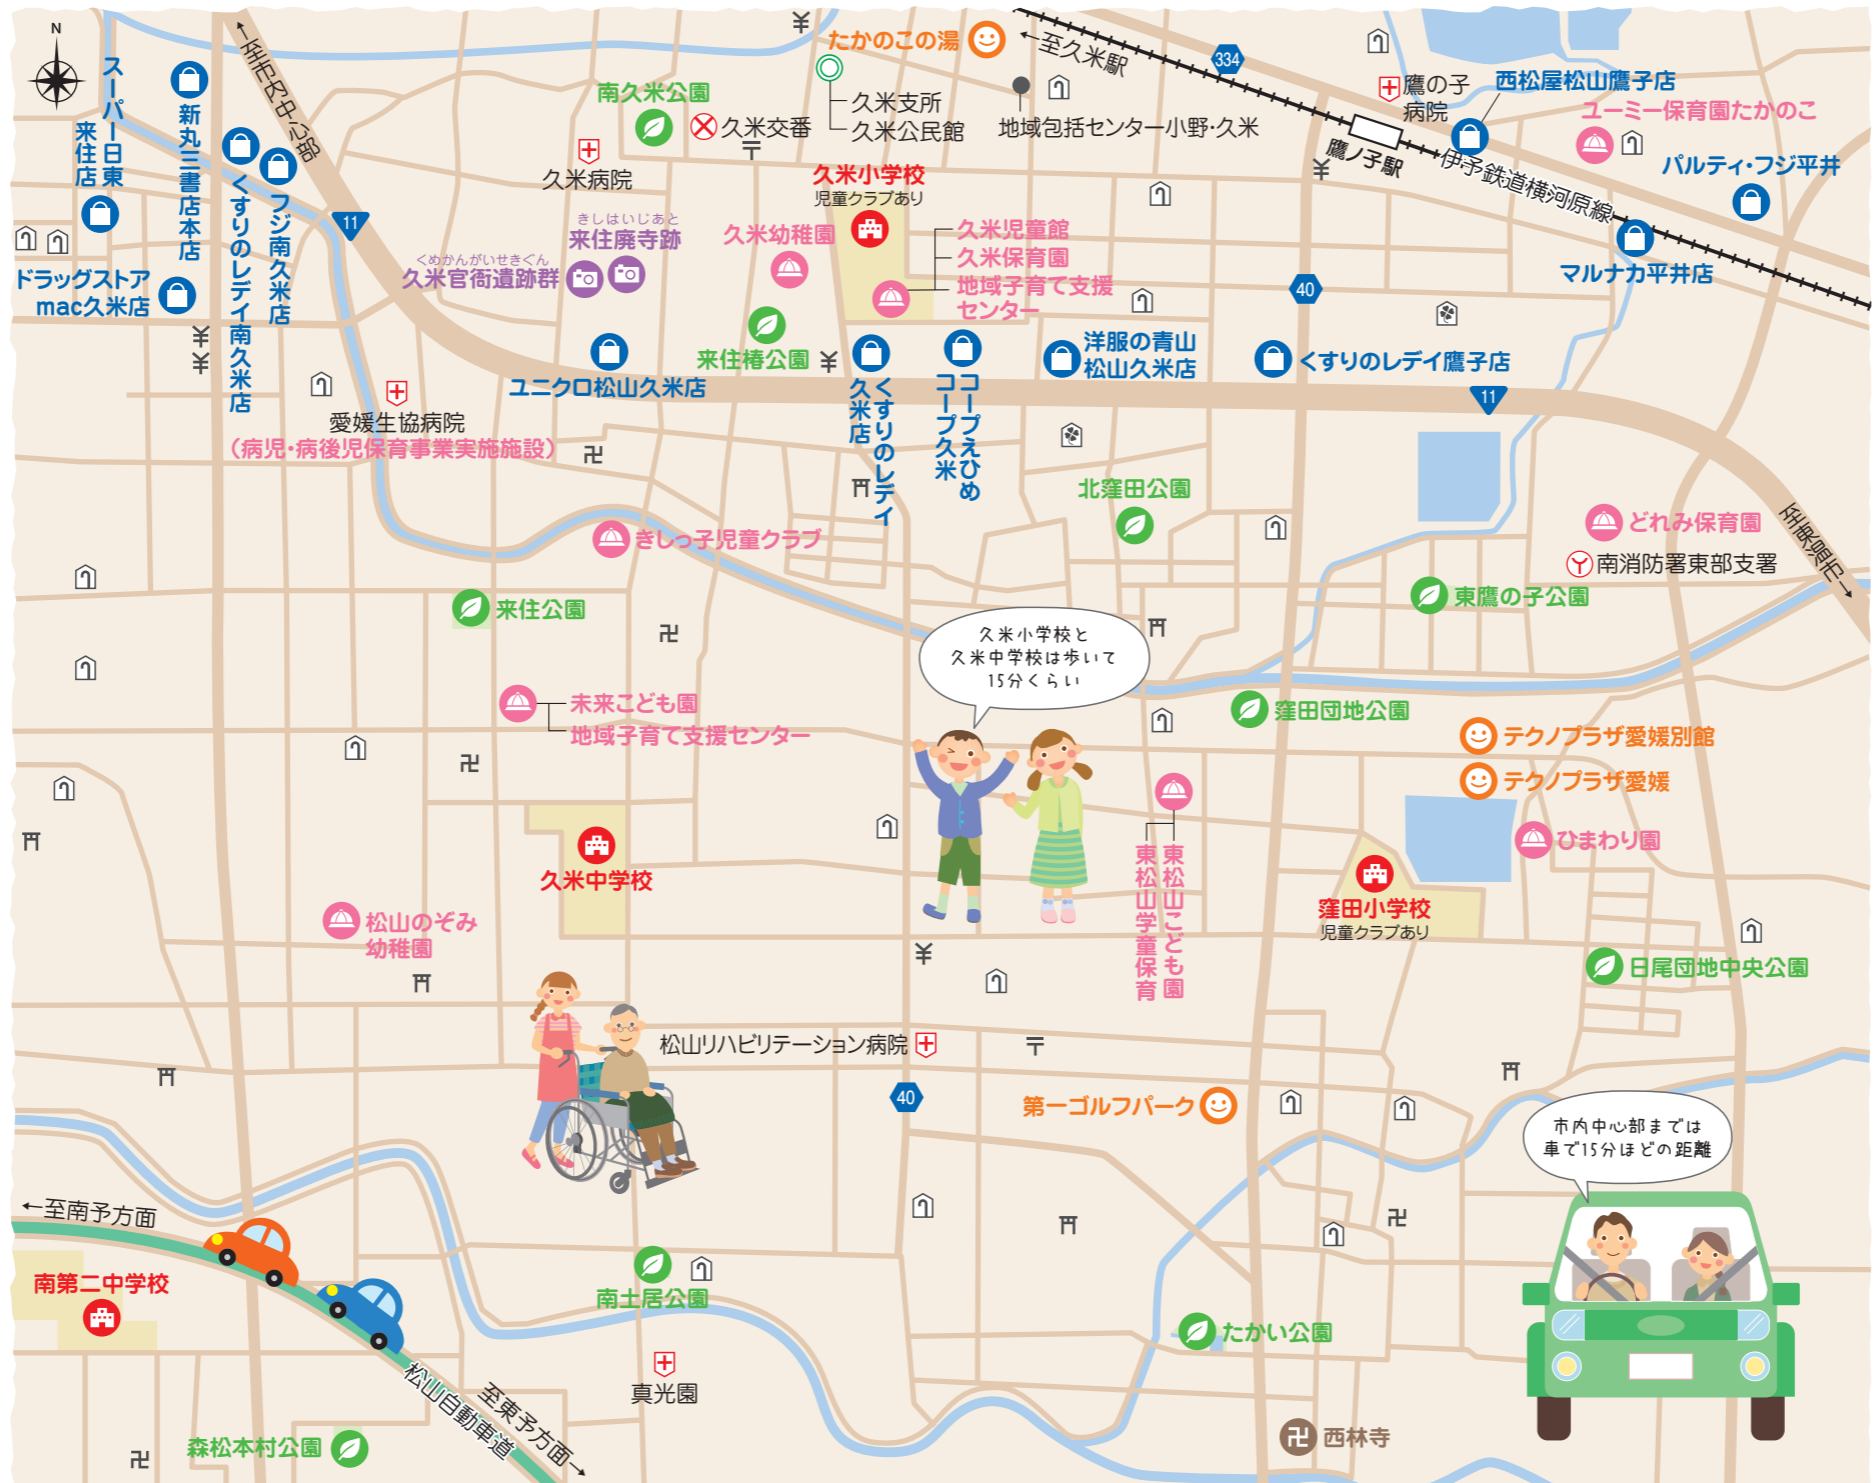 N
スーパー日東
来住店
新丸三書店本店
←至市内中心部
くすりのレデイ南久米店
フジ南久米店
ドラッグストア
mac久米店
11
たかのこの湯
←至久米駅
334
久米支所
久米公民館
地域包括センター小野・久米
南久米公園
久米交番
久米病院
久米小学校
児童クラブあり
鷹の子
病院
西松屋松山鷹子店
ユーミー保育園たかのこ
鷹ノ子駅
伊予鉄道横河原線
パルティ・フジ平井
マルナカ平井店
きしはいじあと
来住廃寺跡
くめかんがいせきぐん
久米官衙遺跡群
久米幼稚園
久米児童館
久米保育園
地域子育て支援
センター
40
来住椿公園
ユニクロ松山久米店
くすりのレデイ
久米店
コープえひめ
コープ久米
洋服の青山
松山久米店
くすりのレデイ鷹子店
11
愛媛生協病院
(病児・病後児保育事業実施施設)
北窪田公園
どれみ保育園
南消防署東部支署
至東温市→
きしっ子児童クラブ
来住公園
東鷹の子公園
久米小学校と
久米中学校は歩いて
15分くらい
未来こども園
地域子育て支援センター
窪田団地公園
テクノプラザ愛媛別館
テクノプラザ愛媛
ひまわり園
久米中学校
東松山こども園
東松山学童保育
窪田小学校
児童クラブあり
松山のぞみ
幼稚園
日尾団地中央公園
松山リハビリテーション病院
40
第一ゴルフパーク
市内中心部までは
車で15分ほどの距離
←至南予方面
南第二中学校
南土居公園
たかい公園
真光園
松山自動車道
至東予方面→
森松本村公園
西林寺